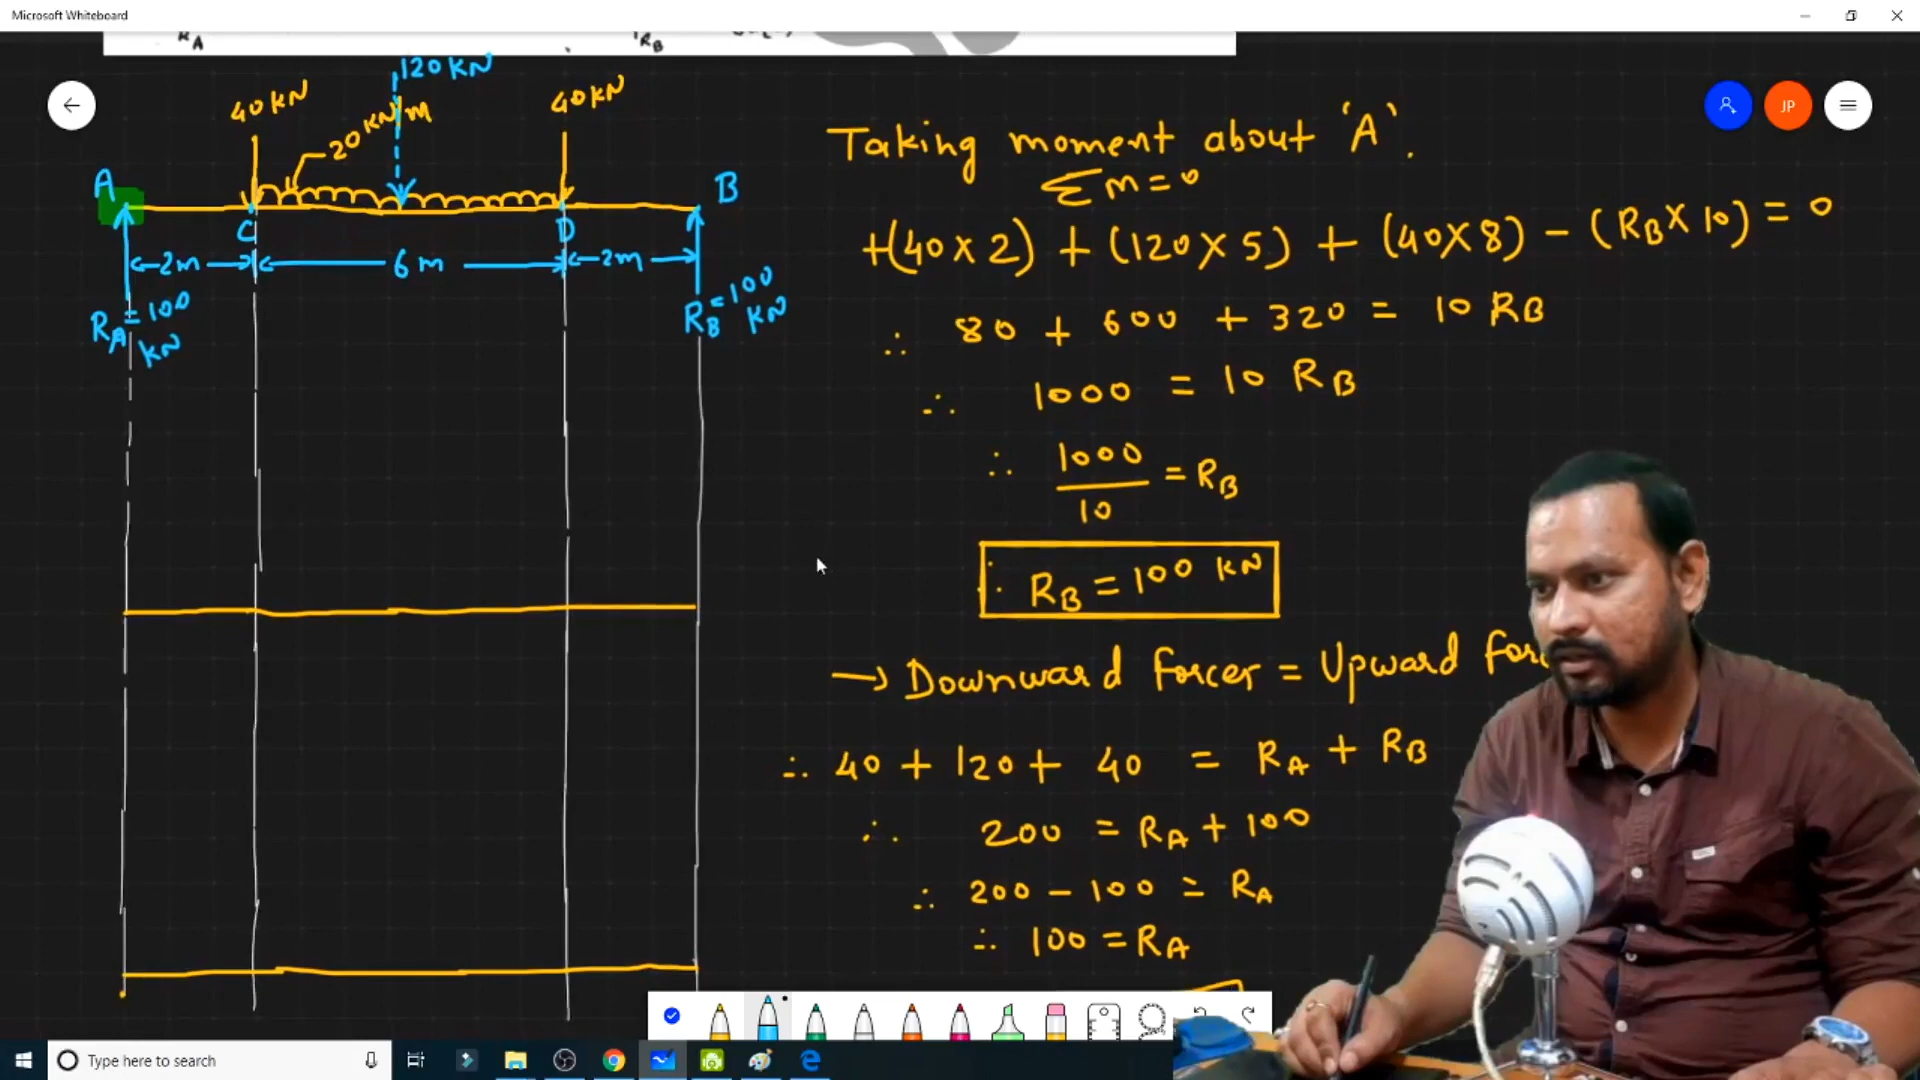 Microsoft Whiteboard
RA
RB
120 KN
40 KN
20 KN/m
40 KN
A
B
C
D
2m
6 m
2m
RA = 100 KN
RB = 100 KN
JP
Taking moment about 'A'.
Σm = 0
+(40 × 2) + (120 × 5) + (40 × 8) - (RB × 10) = 0
∴ 80 + 600 + 320 = 10 RB
∴ 1000 = 10 RB
∴ 1000/10 = RB
∴ RB = 100 KN
→ Downward forces = Upward
∴ 40 + 120 + 40 = RA + RB
∴ 200 = RA + 100
∴ 200 - 100 = RA
∴ 100 = RA
Type here to search